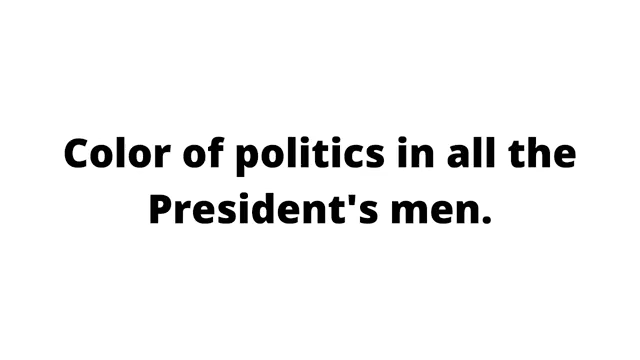 Color of politics in all the
President's men.